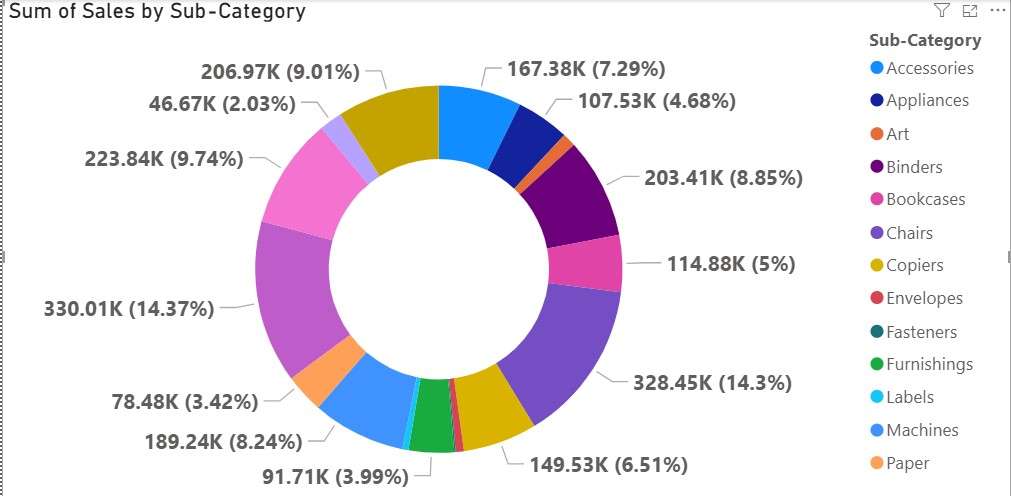 Sum of Sales by Sub-Category
Sub-Category
Accessories
Appliances
Art
Binders
Bookcases
Chairs
Copiers
Envelopes
Fasteners
Furnishings
Labels
Machines
Paper
167.38K (7.29%)
107.53K (4.68%)
203.41K (8.85%)
114.88K (5%)
328.45K (14.3%)
149.53K (6.51%)
91.71K (3.99%)
189.24K (8.24%)
78.48K (3.42%)
330.01K (14.37%)
223.84K (9.74%)
46.67K (2.03%)
206.97K (9.01%)